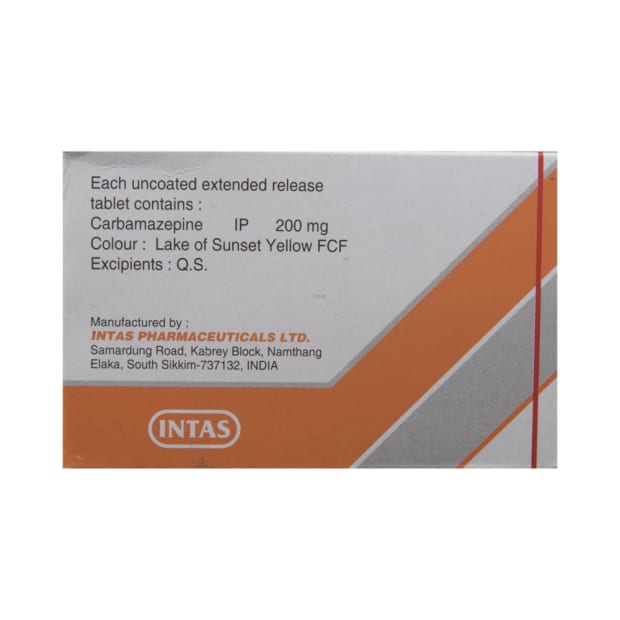 Each uncoated extended release
tablet contains :
Carbamazepine IP 200 mg
Colour : Lake of Sunset Yellow FCF
Excipients : Q.S.
Manufactured by :
INTAS PHARMACEUTICALS LTD.
Samardung Road, Kabrey Block, Namthang
Elaka, South Sikkim-737132, INDIA
INTAS